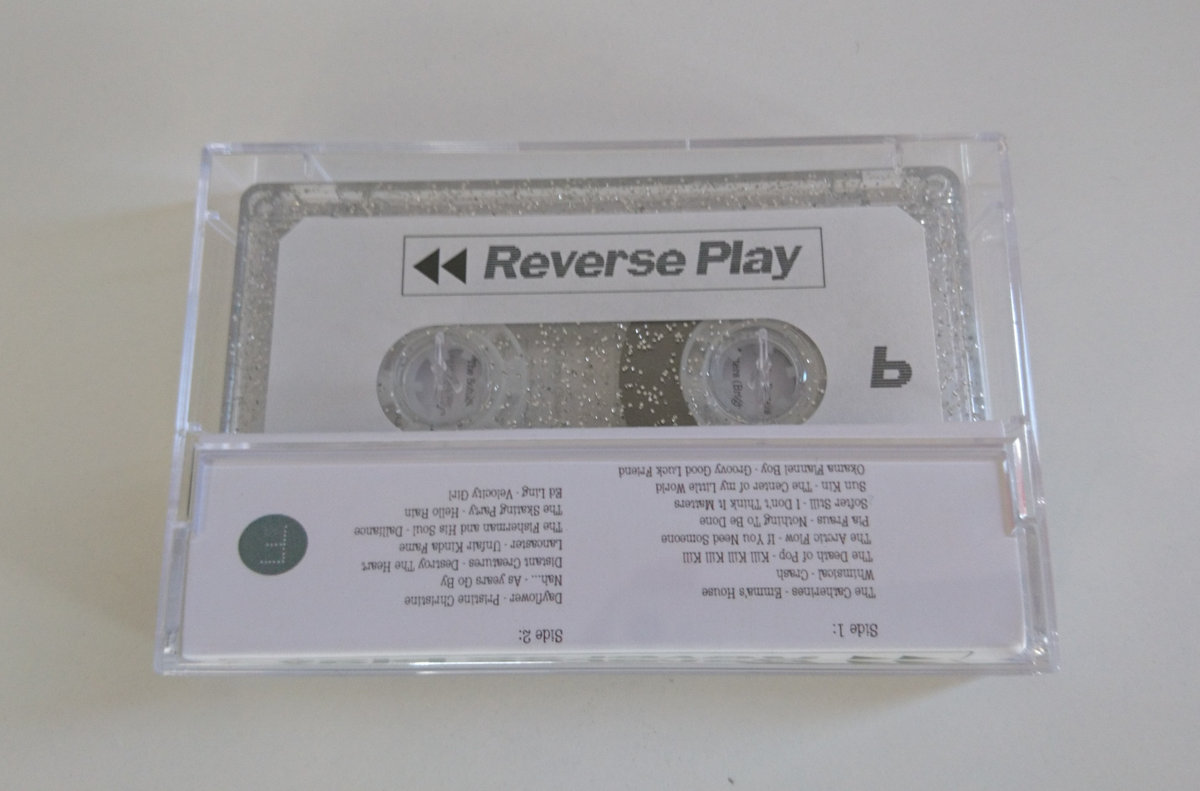 Reverse Play
b
Side 1:
The Catherines - Emma's House
Whimsical - Crash
The Death of Pop - Kill Kill Kill Kill
The Arctic Flow - If You Need Someone
Pia Fraus - Nothing To Be Done
Softer Still - I Don't Think It Matters
Sun Kin - The Center of my Little World
Okama Flannel Boy - Groovy Good Luck Friend
Side 2:
Dayflower - Pristine Christine
Nah... - As years Go By
Distant Creatures - Destroy The Heart
Lancaster - Unfair Kinda Fame
The Fisherman and His Soul - Dalliance
The Skating Party - Hello Rain
Ed Ling - Velocity Girl